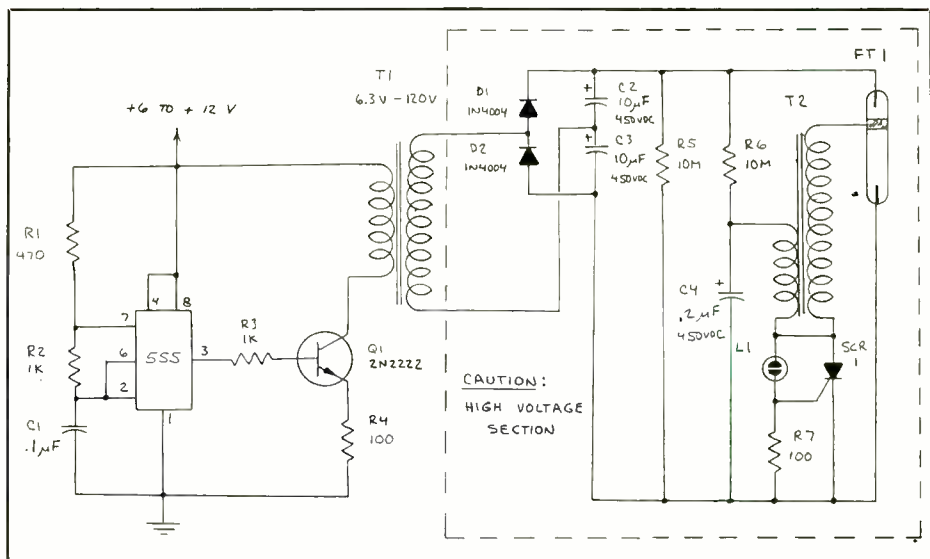 FT1
T1
6.3V-120V
T2
+6 TO +12 V
D1
1N4004
D2
1N4004
+
C2
10µF
450VDC
+
C3
10µF
450VDC
R5
10M
R6
10M
R1
470
4
8
7
6
2
3
1
555
R2
1K
C1
.1µF
R3
1K
Q1
2N2222
R4
100
+
C4
.2µF
450VDC
L1
SCR
1
R7
100
CAUTION:
HIGH VOLTAGE
SECTION